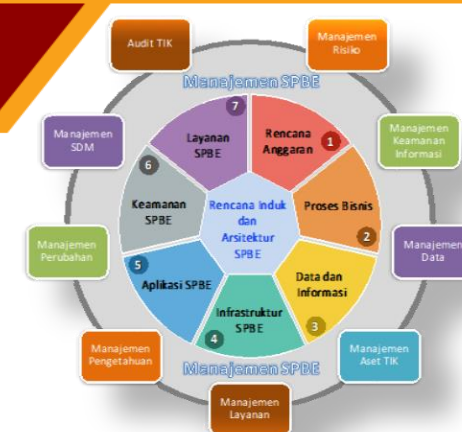 Audit TIK
Manajemen
Risiko
Manajemen SPBE
Manajemen
SDM
Manajemen
Keamanan
Informasi
7
Layanan
SPBE
Rencana
Anggaran
1
6
Keamanan
SPBE
Rencana Induk
dan
Arsitektur
SPBE
Proses Bisnis
2
Manajemen
Perubahan
Manajemen
Data
5
Aplikasi SPBE
Data dan
Informasi
3
Infrastruktur
SPBE
4
Manajemen
Pengetahuan
Manajemen SPBE
Manajemen
Aset TIK
Manajemen
Layanan